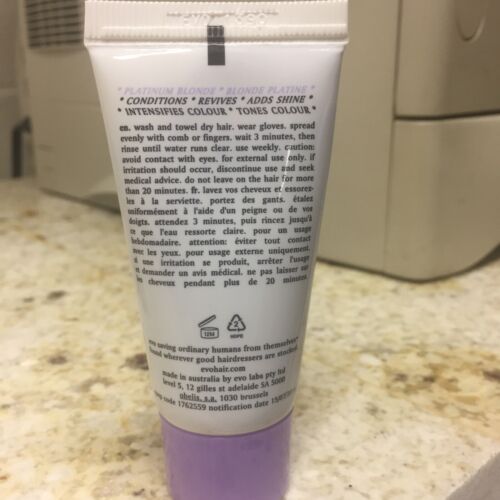 * PLATINUM BLONDE * BLONDE PLATINE *
* CONDITIONS * REVIVES * ADDS SHINE *
* INTENSIFIES COLOUR * TONES COLOUR *
en. wash and towel dry hair. wear gloves. spread
evenly with comb or fingers. wait 3 minutes, then
rinse until water runs clear. use weekly. caution:
avoid contact with eyes. for external use only. if
irritation should occur, discontinue use and seek
medical advice. do not leave on the hair for more
than 20 minutes. fr. lavez vos cheveux et essorez-
les à la serviette. portez des gants. étalez
uniformément à l'aide d'un peigne ou de vos
doigts. attendez 3 minutes, puis rincez jusqu'à
ce que l'eau ressorte claire. pour un usage
hebdomadaire. attention: éviter tout contact
avec les yeux. pour usage externe uniquement.
si une irritation se produit, arrêter l'usage
et demander un avis médical. ne pas laisser sur
les cheveux pendant plus de 20 minutes.
12M
2
HDPE
evo saving ordinary humans from themselves
found wherever good hairdressers are stocked.
evohair.com
made in australia by evo labs pty ltd
level 5, 12 gilles st adelaide SA 5000
obelis, s.a. 1030 brussels
code 1762559 notification date